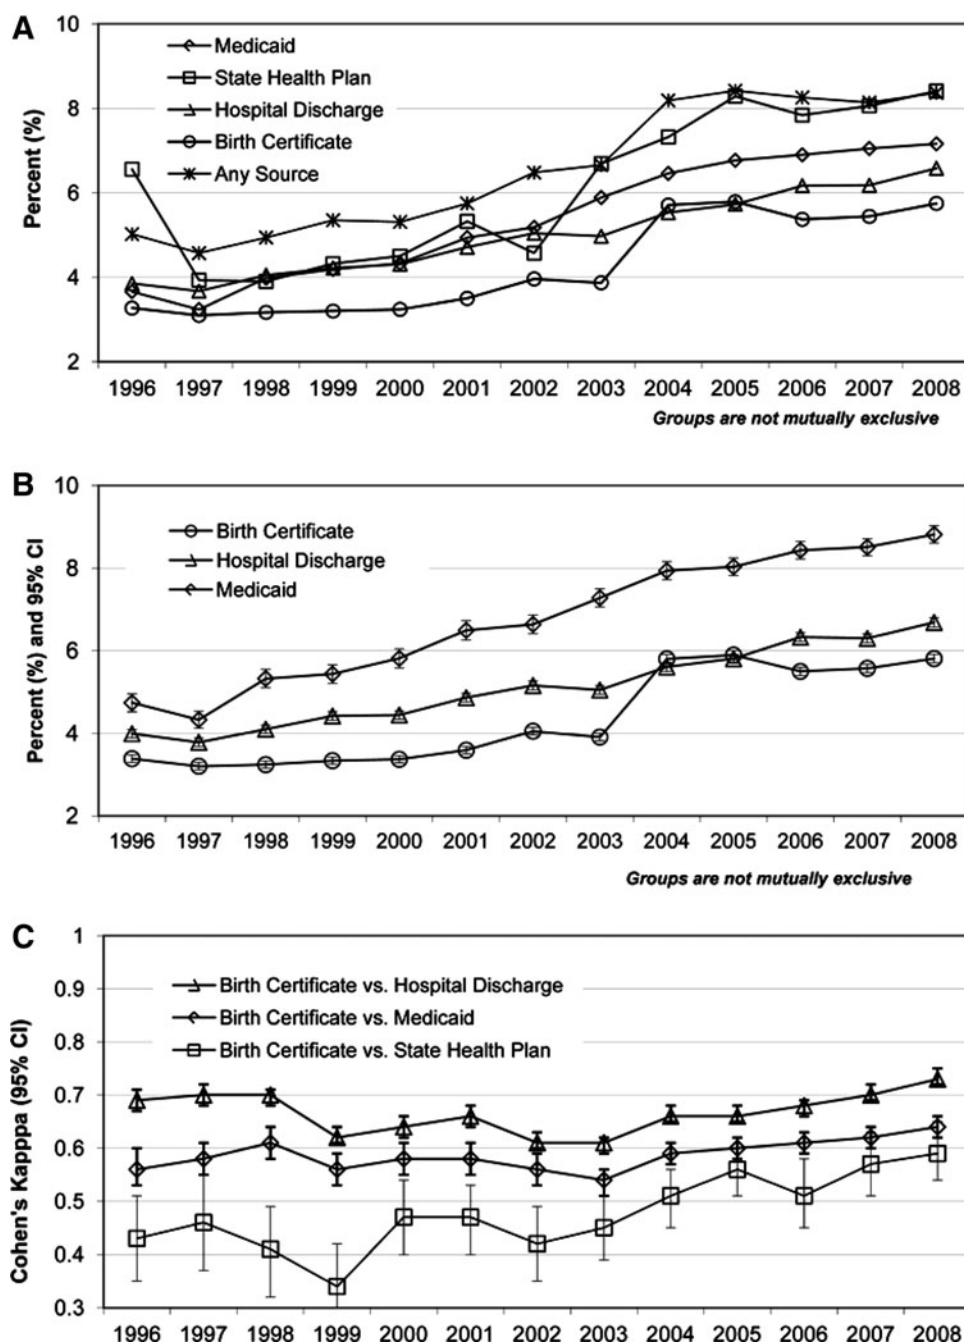 A
Percent (%)
10
8
6
4
2
Medicaid
State Health Plan
Hospital Discharge
Birth Certificate
Any Source
1996 1997 1998 1999 2000 2001 2002 2003 2004 2005 2006 2007 2008
Groups are not mutually exclusive
B
Percent (%) and 95% CI
10
8
6
4
2
Birth Certificate
Hospital Discharge
Medicaid
1996 1997 1998 1999 2000 2001 2002 2003 2004 2005 2006 2007 2008
Groups are not mutually exclusive
C
Cohen's Kapppa (95% CI)
1
0.9
0.8
0.7
0.6
0.5
0.4
0.3
Birth Certificate vs. Hospital Discharge
Birth Certificate vs. Medicaid
Birth Certificate vs. State Health Plan
1996 1997 1998 1999 2000 2001 2002 2003 2004 2005 2006 2007 2008